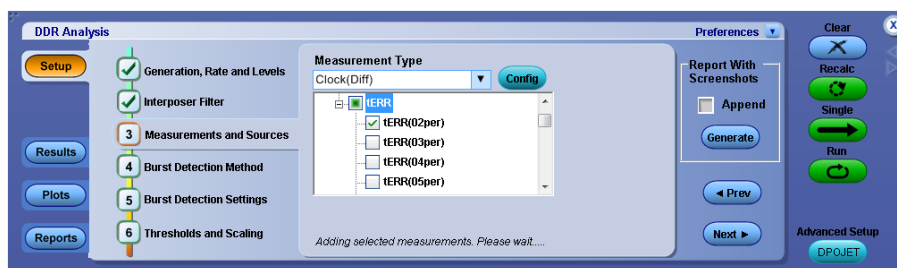 DDR Analysis
Preferences
Clear
X
Setup
Generation, Rate and Levels
Interposer Filter
3 Measurements and Sources
4 Burst Detection Method
5 Burst Detection Settings
6 Thresholds and Scaling
Results
Plots
Reports
Measurement Type
Clock(Diff)
Config
tERR
tERR(02per)
tERR(03per)
tERR(04per)
tERR(05per)
Adding selected measurements. Please wait.....
Report With
Screenshots
Append
Generate
Prev
Next
Recalc
Single
Run
Advanced Setup
DPOJET